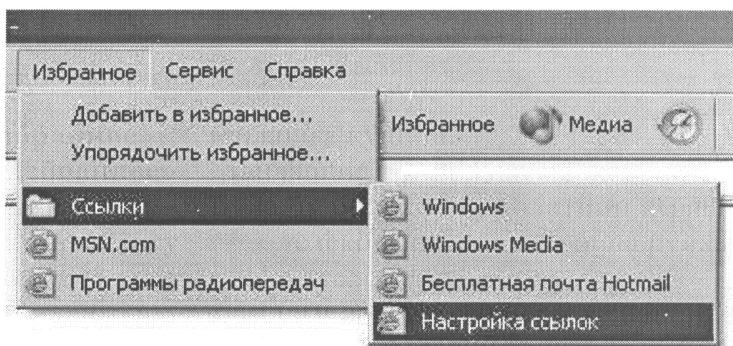 Избранное Сервис Справка
Добавить в избранное...
Упорядочить избранное...
Избранное Медиа
Ссылки
MSN.com
Программы радиопередач
Windows
Windows Media
Бесплатная почта Hotmail
Настройка ссылок